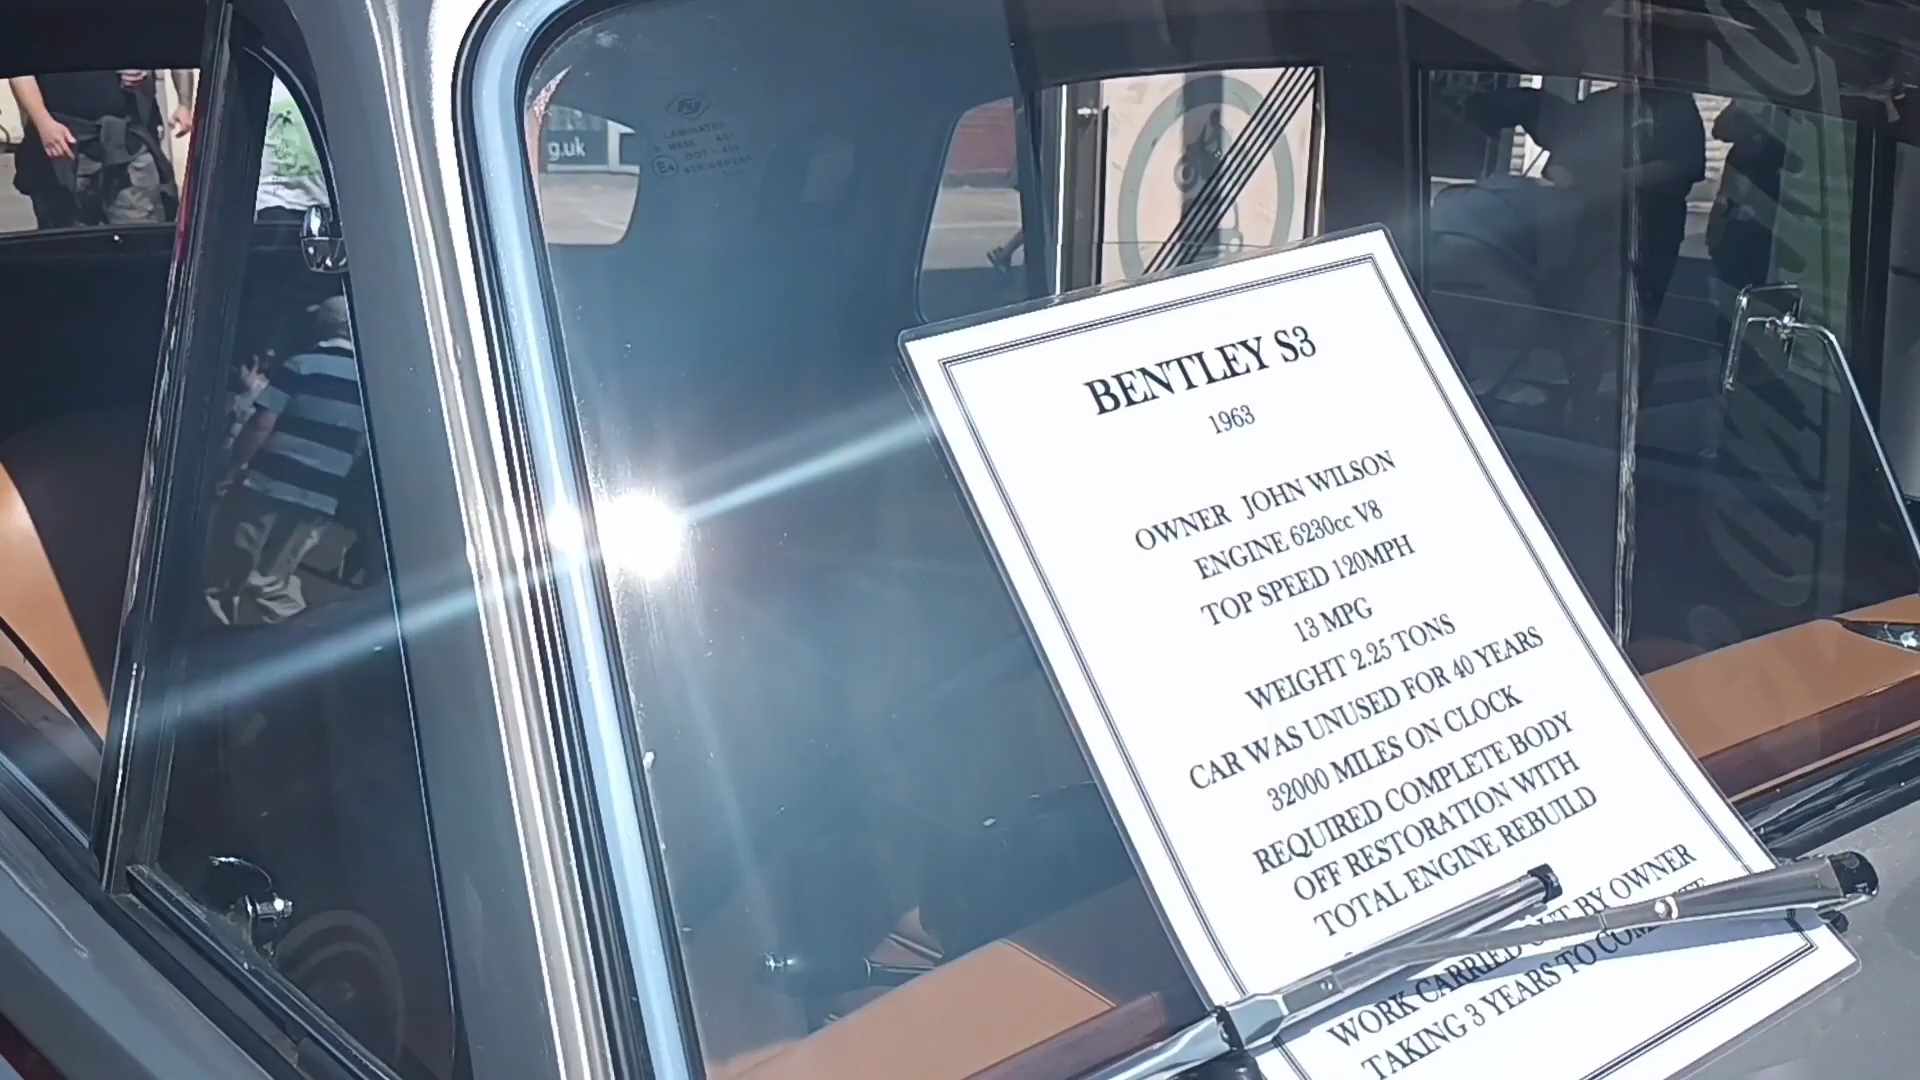 g.uk
LAMINATED
BENTLEY S3
1963
OWNER JOHN WILSON
ENGINE 6230cc V8
TOP SPEED 120MPH
13 MPG
WEIGHT 2.25 TONS
CAR WAS UNUSED FOR 40 YEARS
32000 MILES ON CLOCK
REQUIRED COMPLETE BODY
OFF RESTORATION WITH
TOTAL ENGINE REBUILD
WORK CARRIED OUT BY OWNER
TAKING 3 YEARS TO COMPLETE